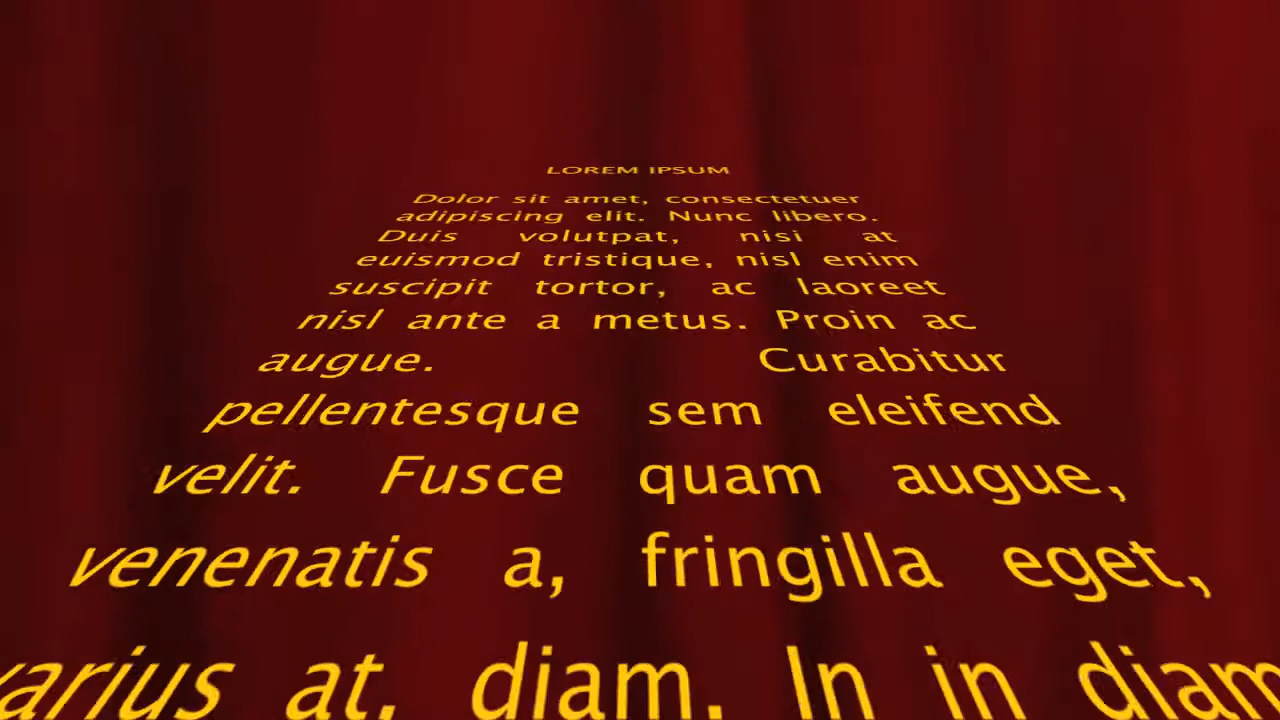 LOREM IPSUM
Dolor sit amet, consectetuer
adipiscing elit. Nunc libero.
Duis volutpat, nisi at
euismod tristique, nisl enim
suscipit tortor, ac laoreet
nisl ante a metus. Proin ac
augue. Curabitur
pellentesque sem eleifend
velit. Fusce quam augue,
venenatis a, fringilla eget,
varius at, diam. In in diam